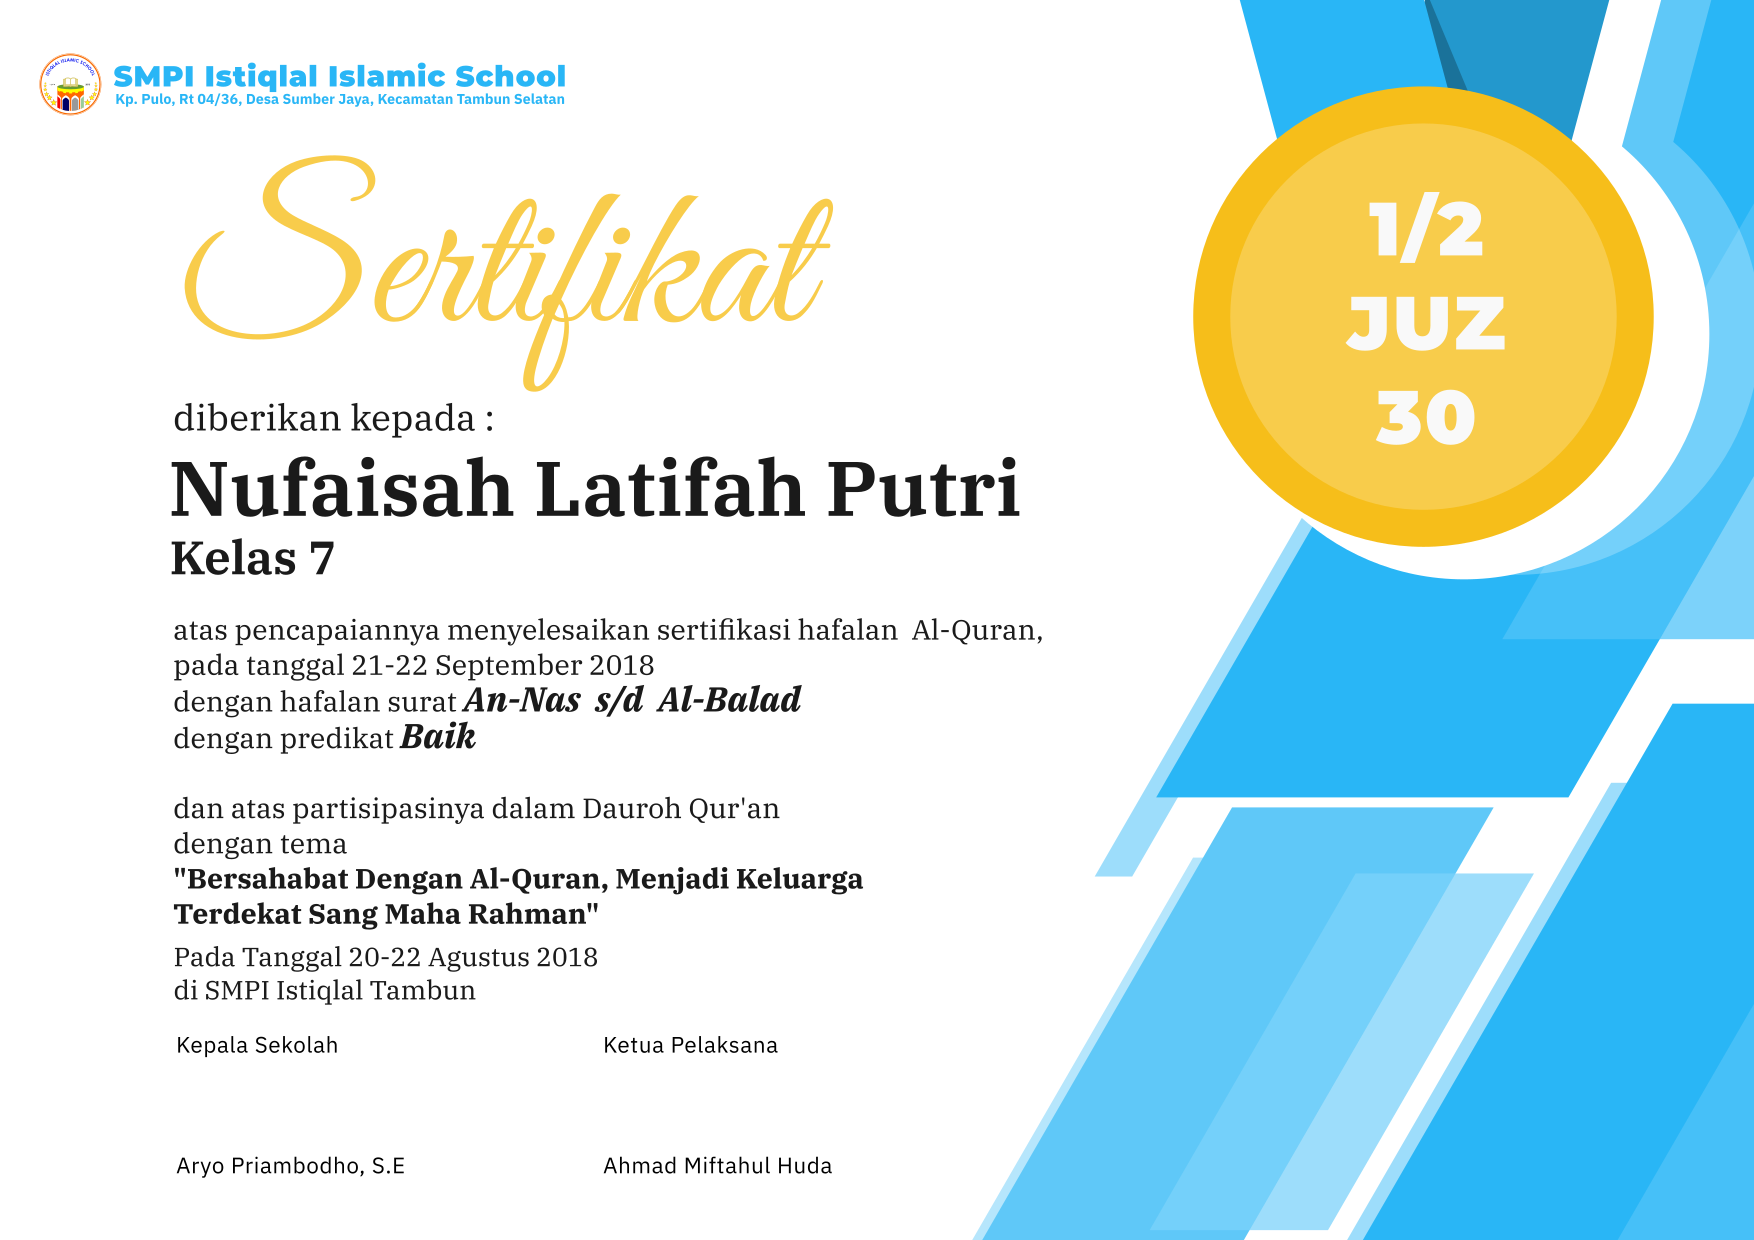 ISTIQLAL ISLAMIC SCHOOL
SMPI Istiqlal Islamic School
Kp. Pulo, Rt 04/36, Desa Sumber Jaya, Kecamatan Tambun Selatan
Sertifikat
1/2
JUZ
30
diberikan kepada :
Nufaisah Latifah Putri
Kelas 7
atas pencapaiannya menyelesaikan sertifikasi hafalan  Al-Quran,
pada tanggal 21-22 September 2018
dengan hafalan surat An-Nas  s/d  Al-Balad
dengan predikat Baik
dan atas partisipasinya dalam Dauroh Qur'an
dengan tema
"Bersahabat Dengan Al-Quran, Menjadi Keluarga
Terdekat Sang Maha Rahman"
Pada Tanggal 20-22 Agustus 2018
di SMPI Istiqlal Tambun
Kepala Sekolah
Ketua Pelaksana
Aryo Priambodho, S.E
Ahmad Miftahul Huda